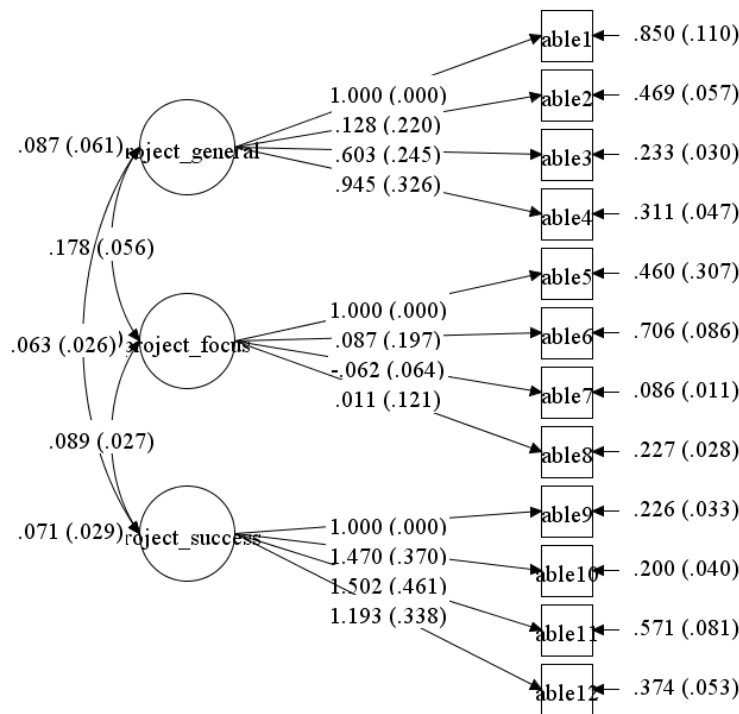 able1 .850 (.110)
1.000 (.000) able2 .469 (.057)
.128 (.220)
.087 (.061) roject_general .603 (.245) able3 .233 (.030)
.945 (.326)
able4 .311 (.047)
.178 (.056)
able5 .460 (.307)
1.000 (.000)
.087 (.197) able6 .706 (.086)
.063 (.026) project_focus
-.062 (.064)
.011 (.121) able7 .086 (.011)
.089 (.027) able8 .227 (.028)
able9 .226 (.033)
.071 (.029) roject_success 1.000 (.000)
1.470 (.370) able10 .200 (.040)
1.502 (.461)
1.193 (.338) able11 .571 (.081)
able12 .374 (.053)